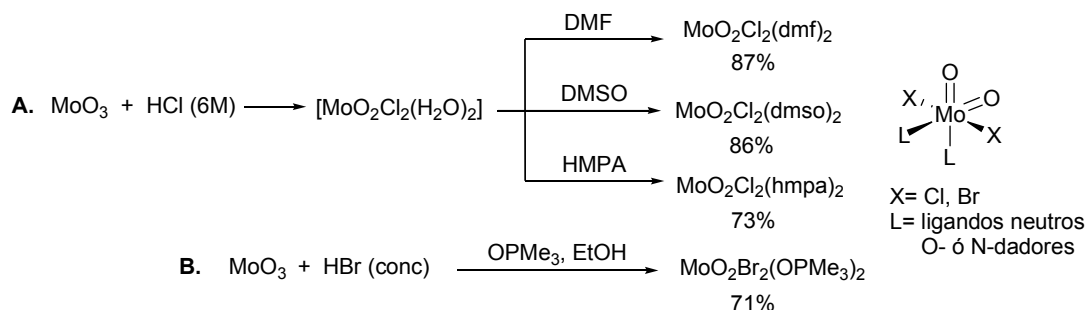 DMF
MoO₂Cl₂(dmf)₂
87%
A. MoO₃ + HCl (6M) [MoO₂Cl₂(H₂O)₂]
DMSO
MoO₂Cl₂(dmso)₂
86%
HMPA
MoO₂Cl₂(hmpa)₂
73%
O
O
X
Mo
L
X
L
X= Cl, Br
L= ligandos neutros
O- ó N-dadores
B. MoO₃ + HBr (conc)
OPMe₃, EtOH
MoO₂Br₂(OPMe₃)₂
71%